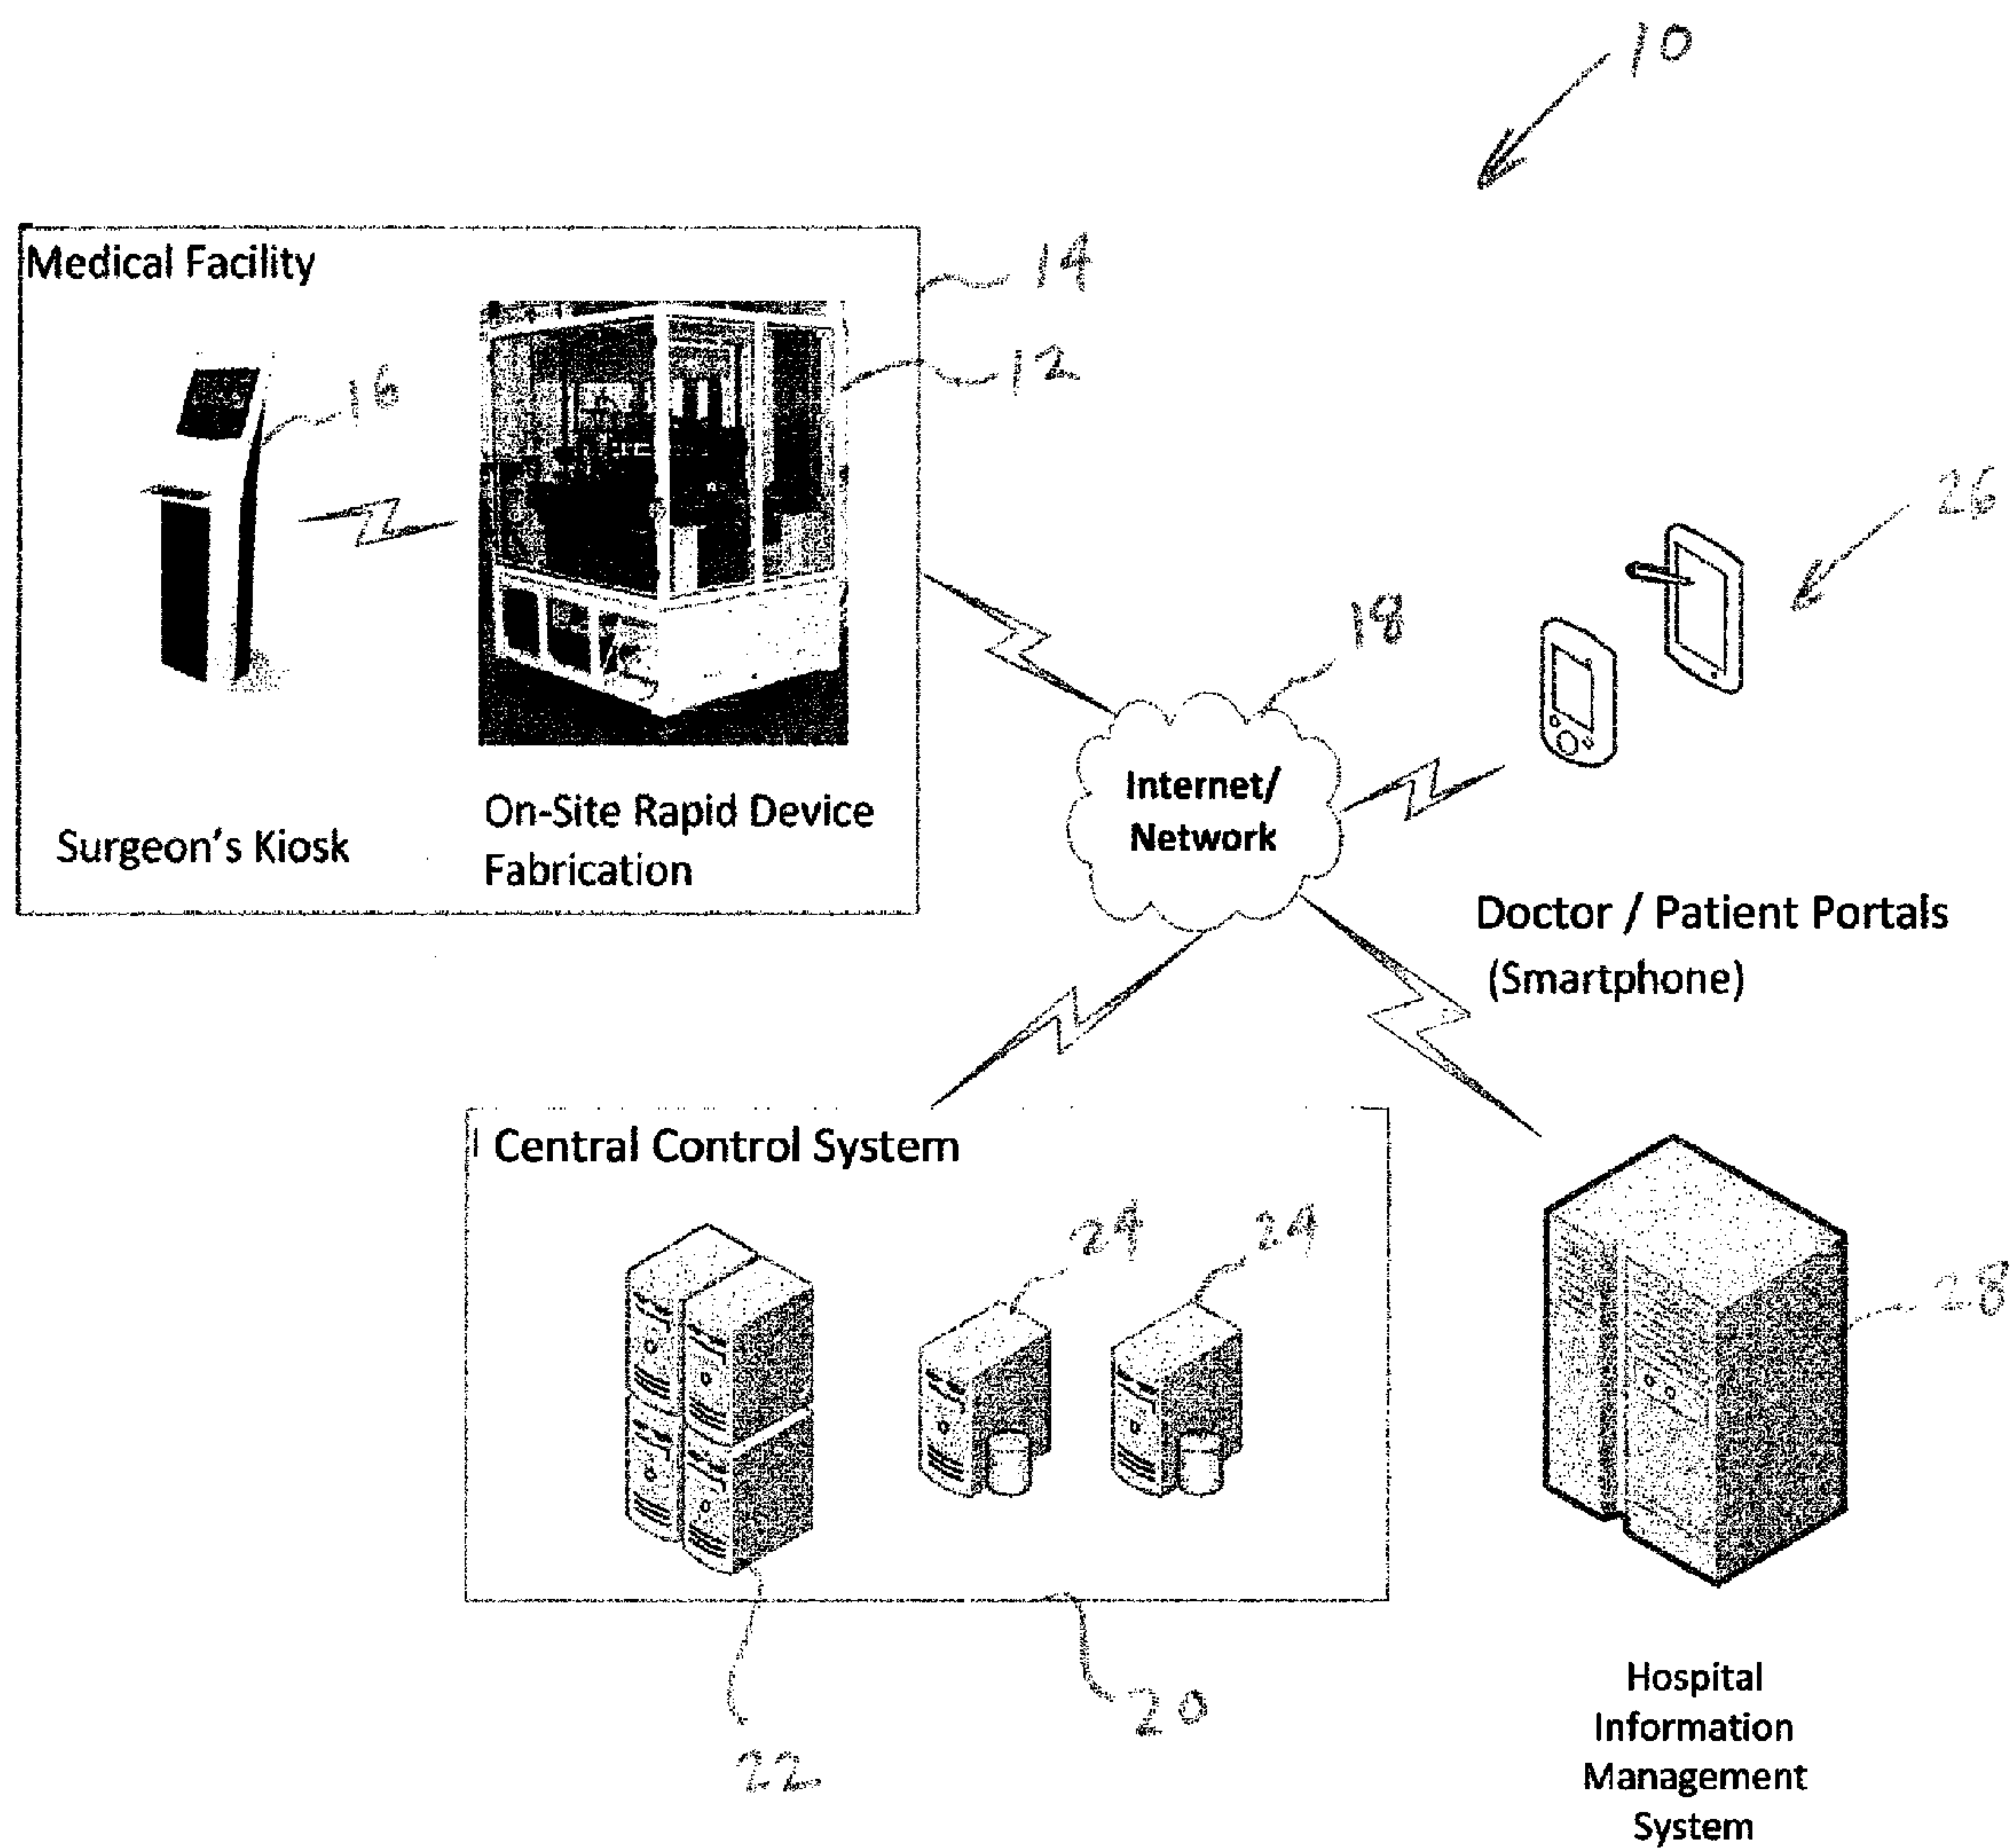 10
Medical Facility
14
12
16
26
18
Internet/
Network
On-Site Rapid Device
Fabrication
Surgeon's Kiosk
Doctor / Patient Portals
(Smartphone)
Central Control System
24
24
28
20
22
Hospital
Information
Management
System